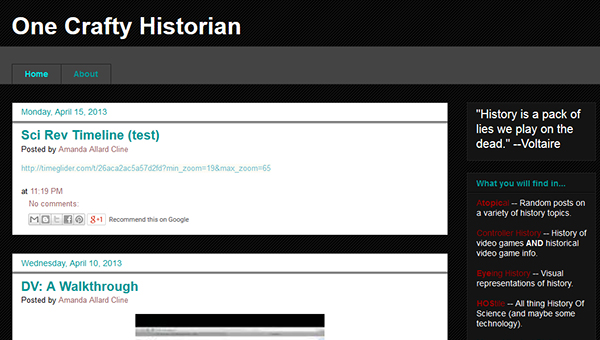 One Crafty Historian
Home
About
Monday, April 15, 2013
Sci Rev Timeline (test)
Posted by Amanda Allard Cline
http://timeglider.com/t/26aca2ac5a57d2fd?min_zoom=19&max_zoom=65
at 11:19 PM
No comments:
+1 Recommend this on Google
Wednesday, April 10, 2013
DV: A Walkthrough
Posted by Amanda Allard Cline
"History is a pack of
lies we play on the
dead." --Voltaire
What you will find in...
Atopical -- Random posts on
a variety of history topics.
Controller History -- History of
video games AND historical
video game info.
Eyeing History -- Visual
representations of history.
HOStile -- All thing History Of
Science (and maybe some
technology).